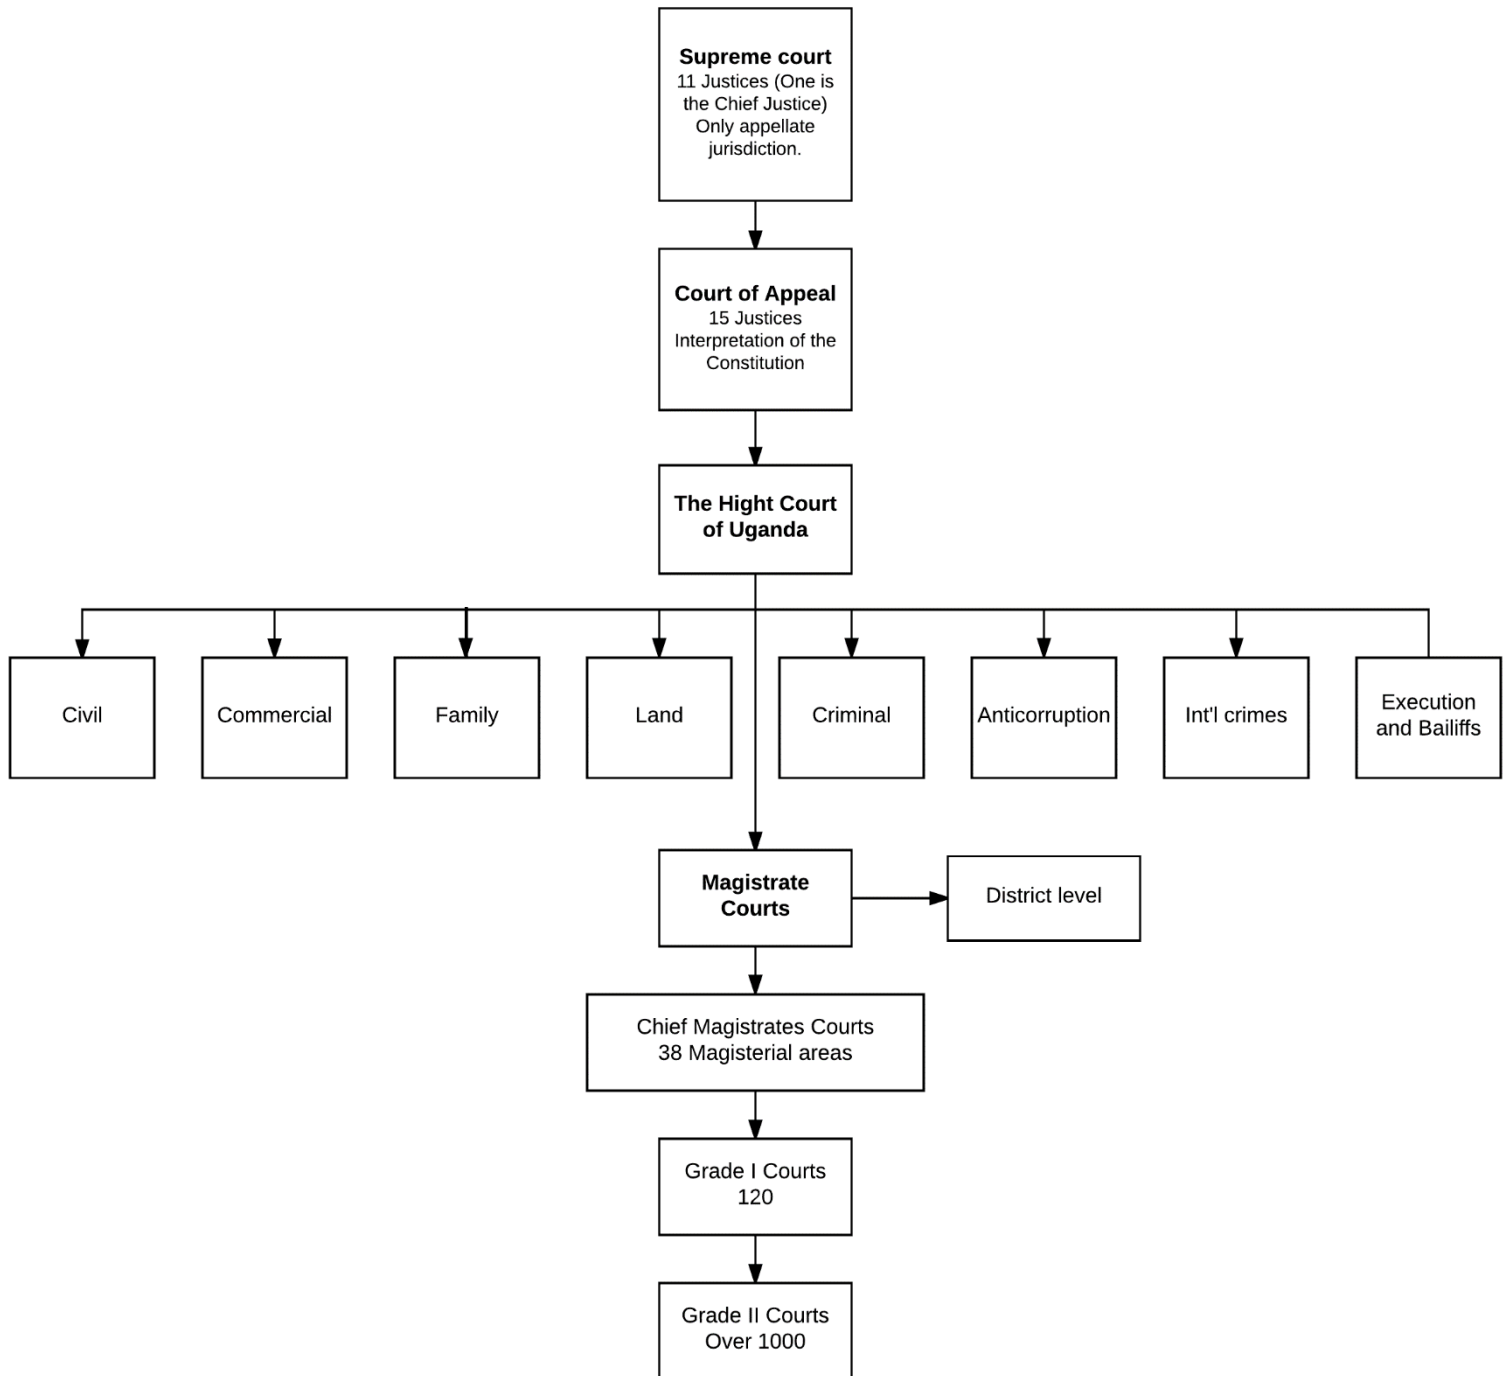 Supreme court
11 Justices (One is
the Chief Justice)
Only appellate
jurisdiction.
Court of Appeal
15 Justices
Interpretation of the
Constitution
The Hight Court
of Uganda
Civil
Commercial
Family
Land
Criminal
Anticorruption
Int'l crimes
Execution
and Bailiffs
Magistrate
Courts
District level
Chief Magistrates Courts
38 Magisterial areas
Grade I Courts
120
Grade II Courts
Over 1000